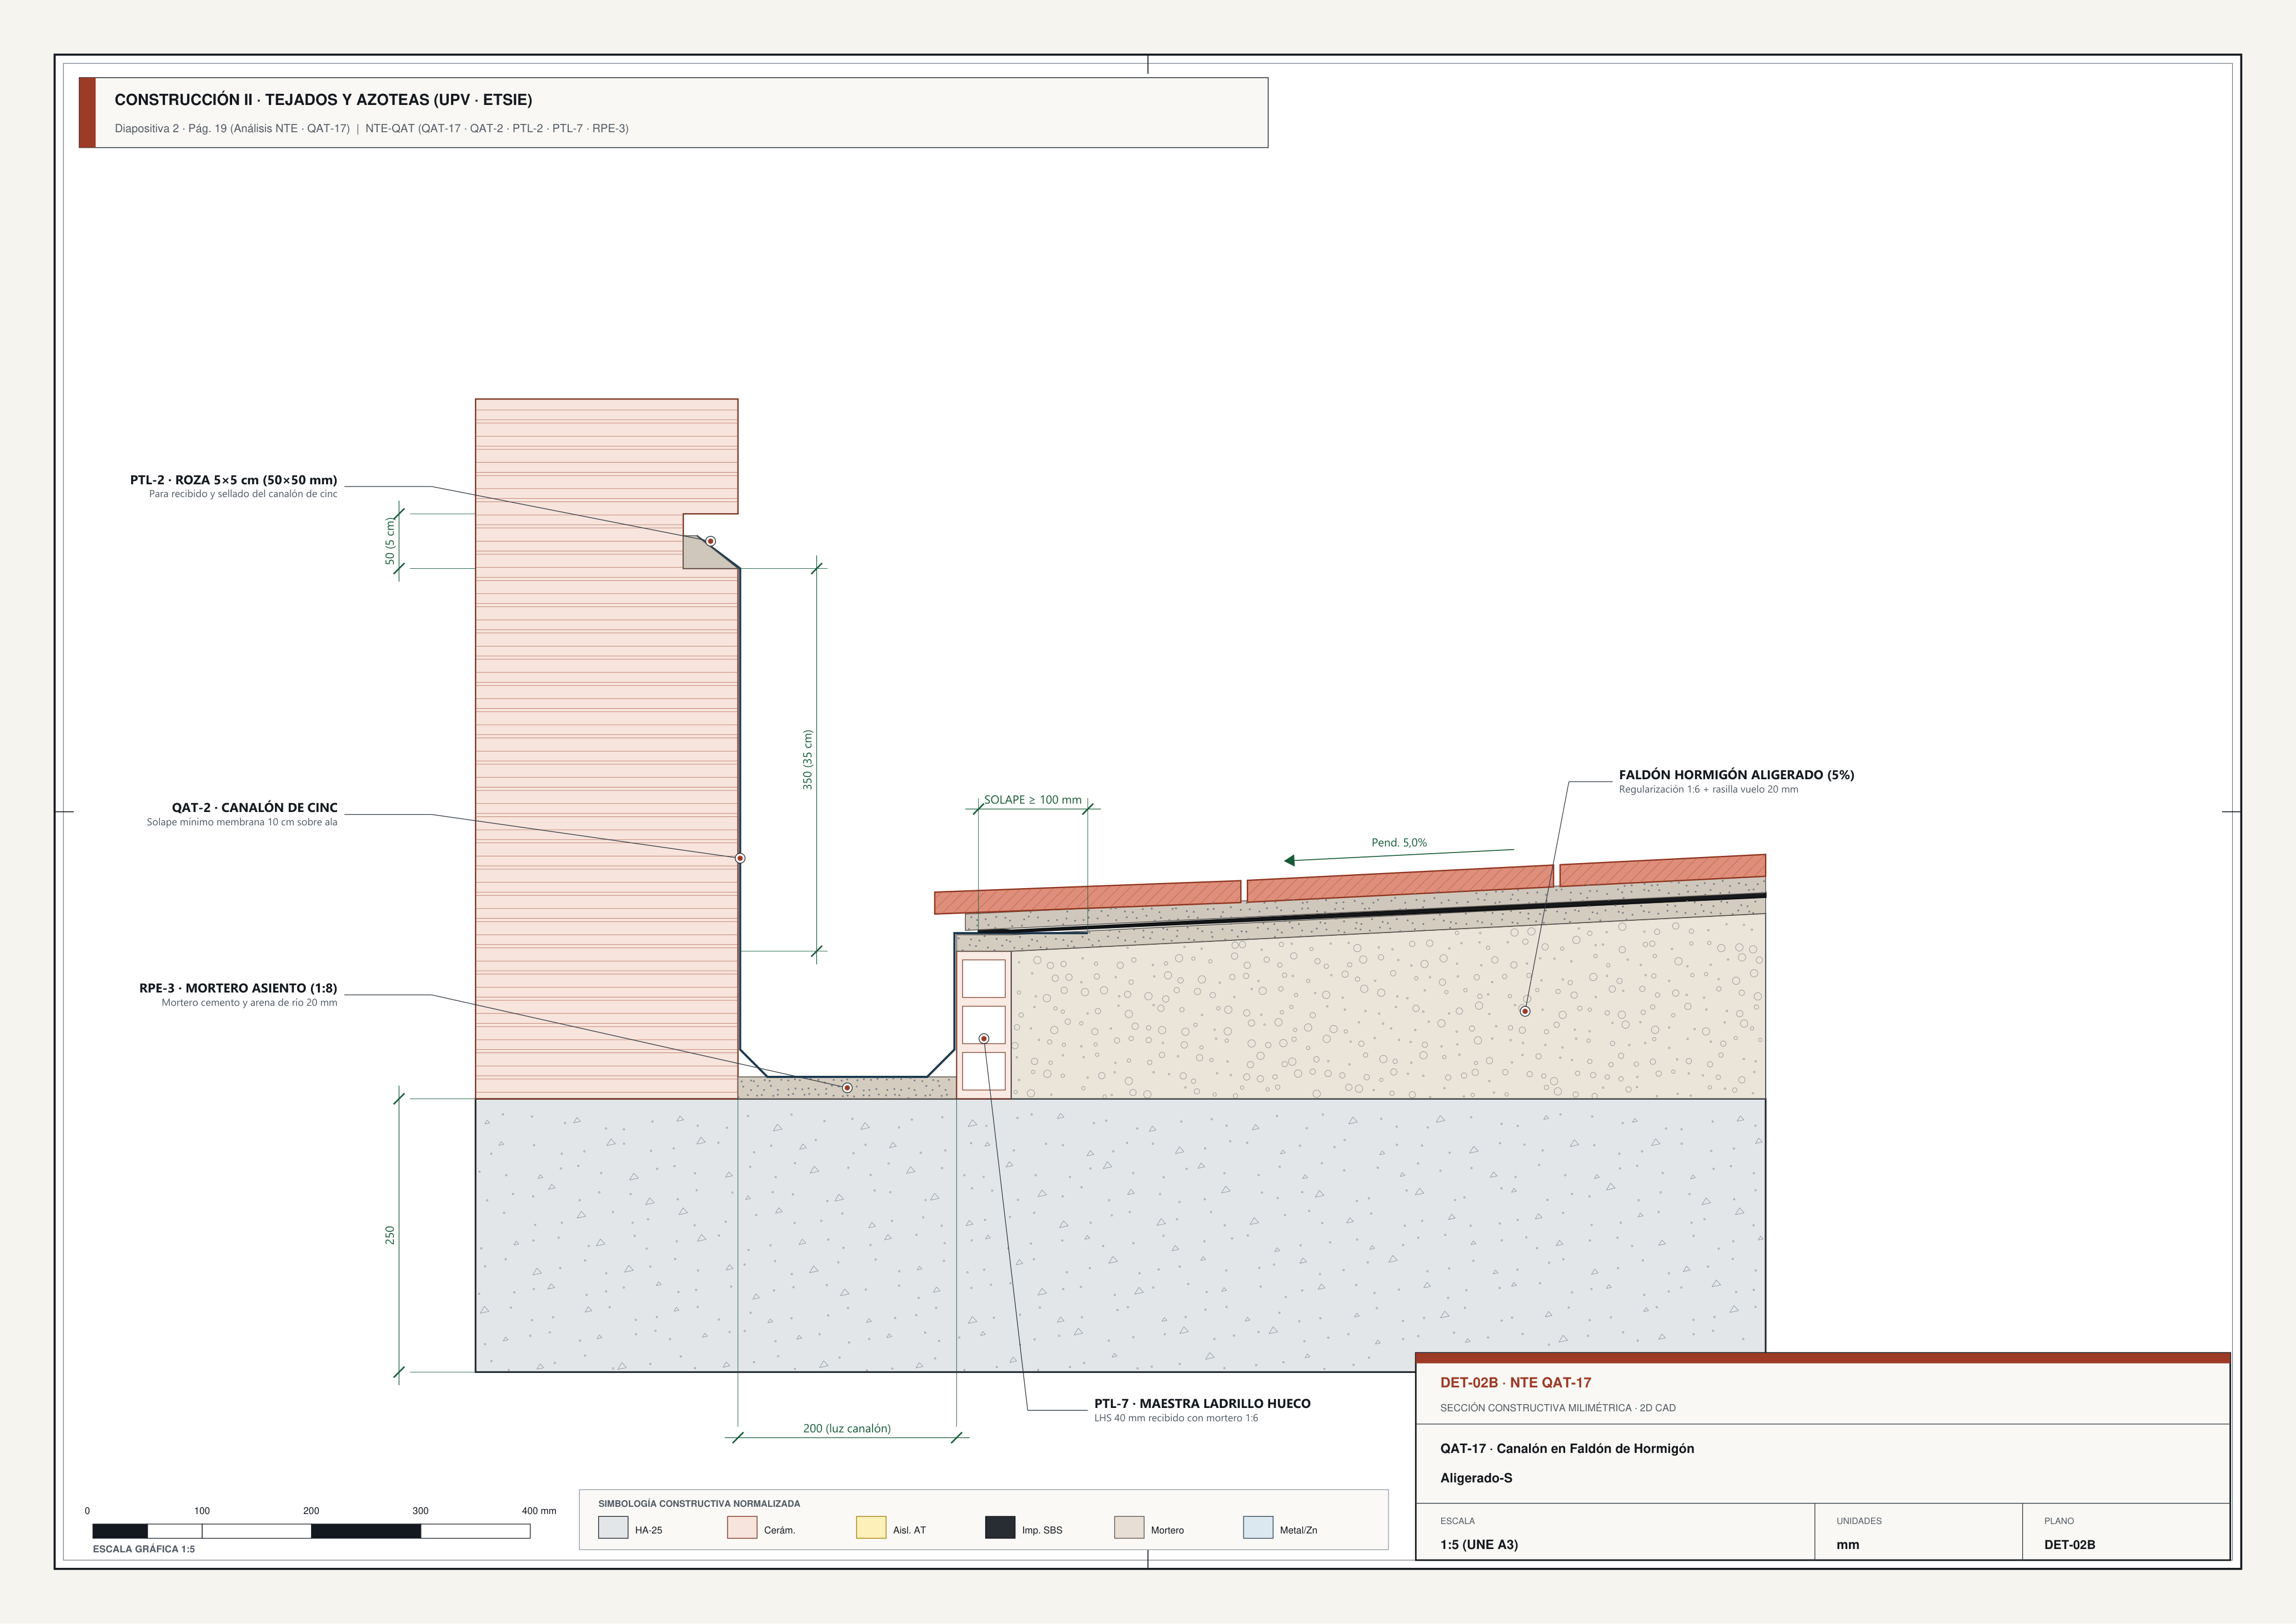 CONSTRUCCIÓN II · TEJADOS Y AZOTEAS (UPV · ETSIE)
Diapositiva 2 · Pág. 19 (Análisis NTE · QAT-17) | NTE-QAT (QAT-17 · QAT-2 · PTL-2 · PTL-7 · RPE-3)
PTL-2 · ROZA 5×5 cm (50×50 mm)
Para recibido y sellado del canalón de cinc
50 (5 cm)
350 (35 cm)
QAT-2 · CANALÓN DE CINC
Solape mínimo membrana 10 cm sobre ala
SOLAPE ≥ 100 mm
FALDÓN HORMIGÓN ALIGERADO (5%)
Regularización 1:6 + rasilla vuelo 20 mm
Pend. 5,0%
RPE-3 · MORTERO ASIENTO (1:8)
Mortero cemento y arena de río 20 mm
250
PTL-7 · MAESTRA LADRILLO HUECO
LHS 40 mm recibido con mortero 1:6
200 (luz canalón)
0 100 200 300 400 mm
ESCALA GRÁFICA 1:5
SIMBOLOGÍA CONSTRUCTIVA NORMALIZADA
HA-25 Cerám. Aisl. AT Imp. SBS Mortero Metal/Zn
DET-02B · NTE QAT-17
SECCIÓN CONSTRUCTIVA MILIMÉTRICA · 2D CAD
QAT-17 · Canalón en Faldón de Hormigón
Aligerado-S
ESCALA UNIDADES PLANO
1:5 (UNE A3) mm DET-02B